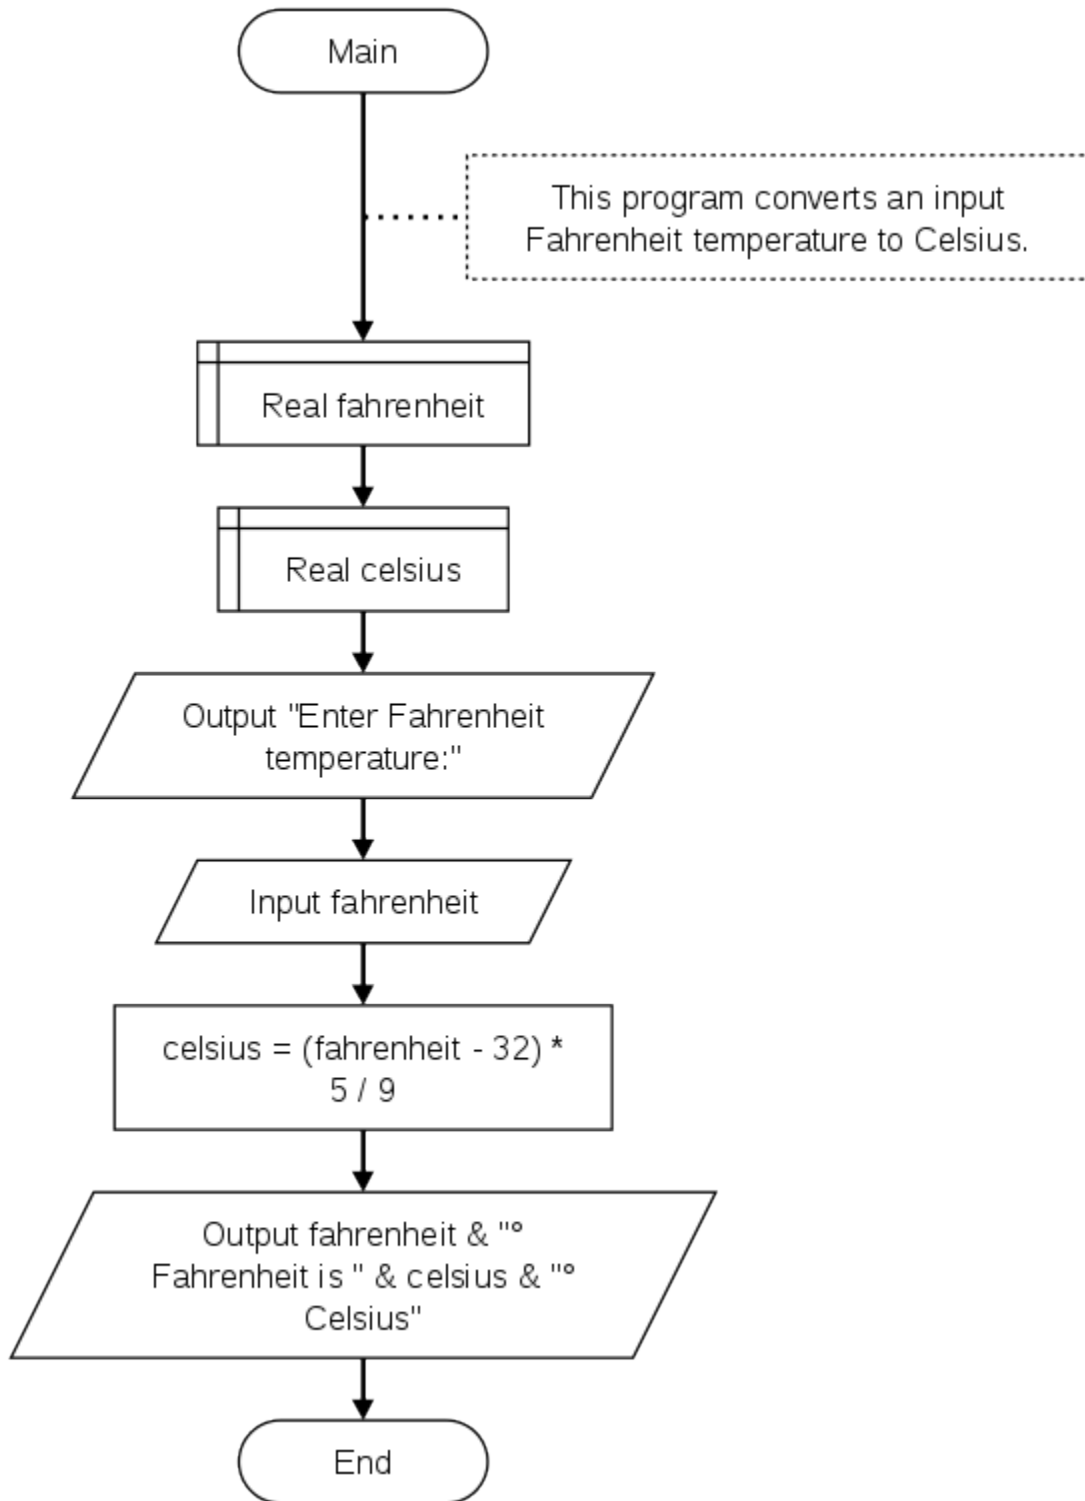 Main
This program converts an input
Fahrenheit temperature to Celsius.
Real fahrenheit
Real celsius
Output "Enter Fahrenheit
temperature:"
Input fahrenheit
celsius = (fahrenheit - 32) *
5 / 9
Output fahrenheit & "°
Fahrenheit is " & celsius & "°
Celsius"
End